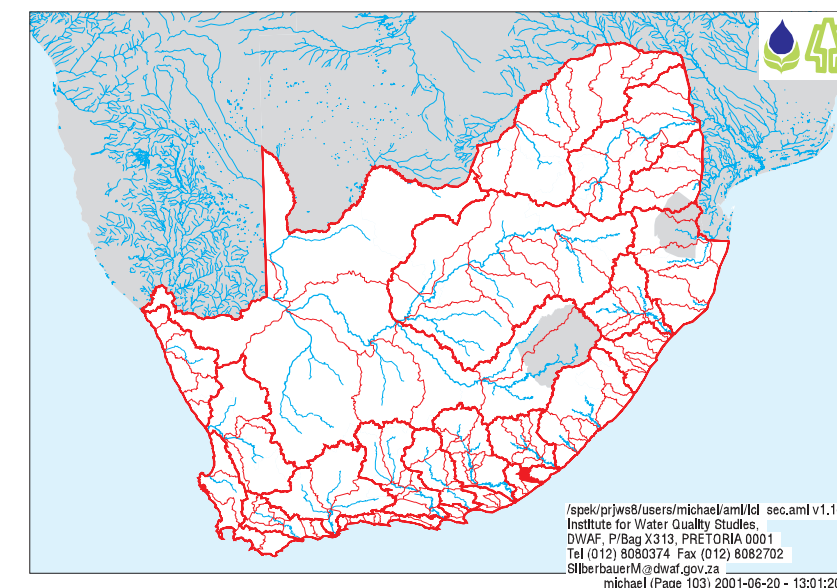 /spek/prjws8/users/michael/aml/lcl sec.aml v1.1
Institute for Water Quality Studies,
DWAF, P/Bag X313, PRETORIA 0001
Tel (012) 8080374 Fax (012) 8082702
SilberbauerM@dwaf.gov.za
michael (Page 103) 2001-06-20 - 13:01:20